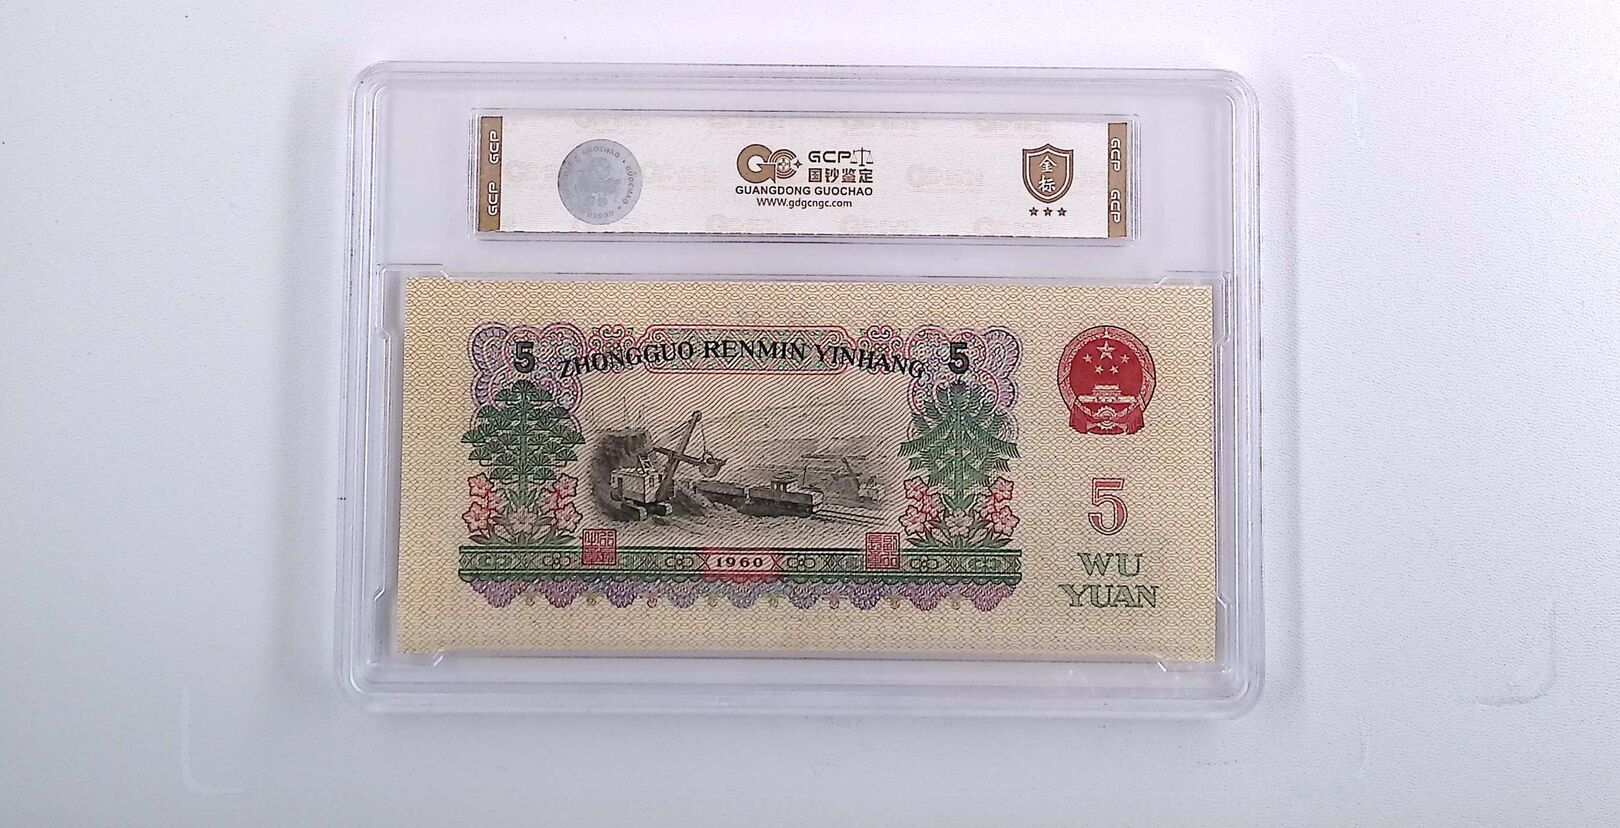 GCP GCP
GCP
国钞鉴定
GUANGDONG GUOCHAO
WWW.gdgcngc.com
金标
GCP GCP
5 ZHONGGUO RENMIN YINHANG 5
1960
5
WU
YUAN